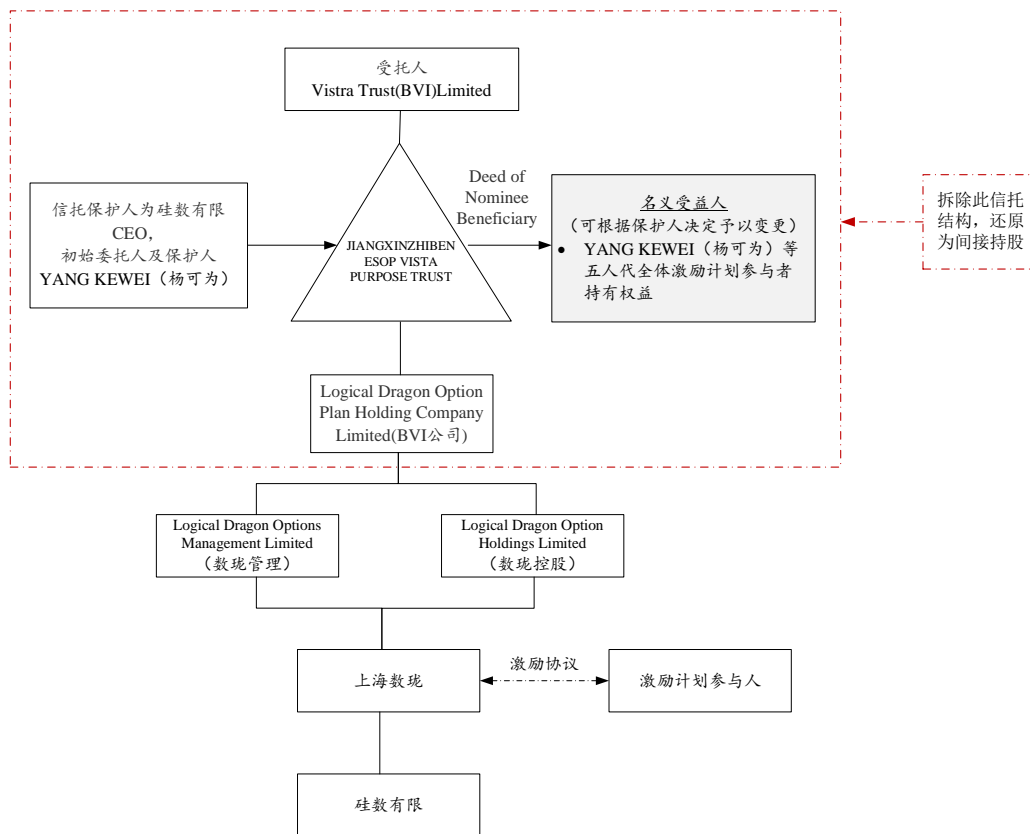 受托人
Vistra Trust(BVI)Limited
信托保护人为硅数有限
CEO，
初始委托人及保护人
YANG KEWEI（杨可为）
JIANGXINZHIBEN
ESOP VISTA
PURPOSE TRUST
Deed of
Nominee
Beneficiary
名义受益人
（可根据保护人决定予以变更）
• YANG KEWEI（杨可为）等
五人代全体激励计划参与者
持有权益
拆除此信托
结构，还原
为间接持股
Logical Dragon Option
Plan Holding Company
Limited(BVI公司)
Logical Dragon Options
Management Limited
（数珑管理）
Logical Dragon Option
Holdings Limited
（数珑控股）
上海数珑
激励协议
激励计划参与人
硅数有限